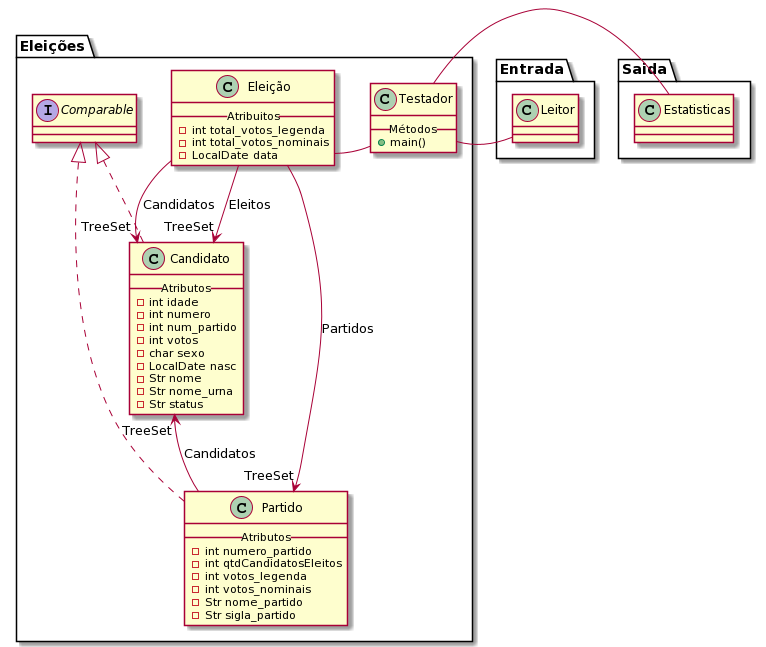 Eleições
Entrada
Saída
I Comparable
C Eleição
Atribuitos
int total_votos_legenda
int total_votos_nominais
LocalDate data
C Testador
Métodos
main()
C Leitor
C Estatisticas
Candidatos
Eleitos
TreeSet
TreeSet
C Candidato
Atributos
int idade
int numero
int num_partido
int votos
char sexo
LocalDate nasc
Str nome
Str nome_urna
Str status
Partidos
TreeSet
Candidatos
TreeSet
C Partido
Atributos
int numero_partido
int qtdCandidatosEleitos
int votos_legenda
int votos_nominais
Str nome_partido
Str sigla_partido